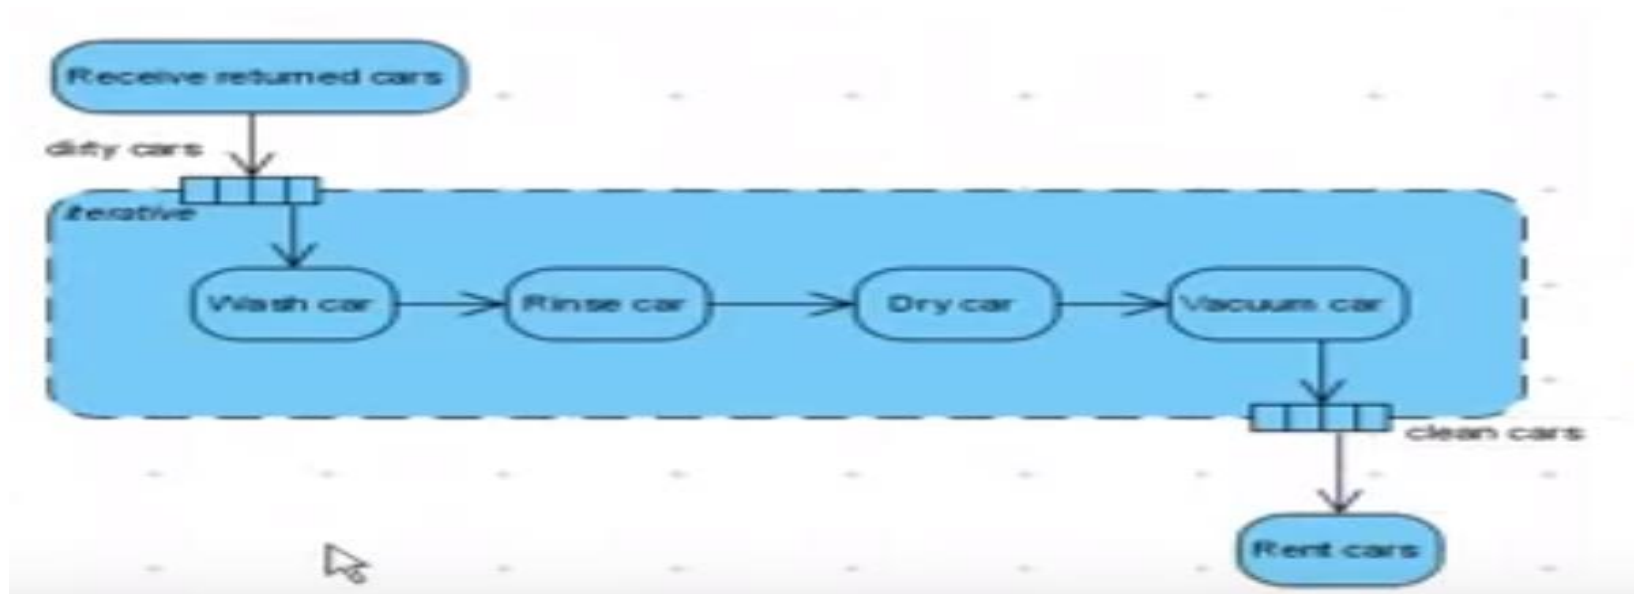 Receive returned cars
dirty cars
iterative
Wash car
Rinse car
Dry car
Vacuum car
clean cars
Rent cars